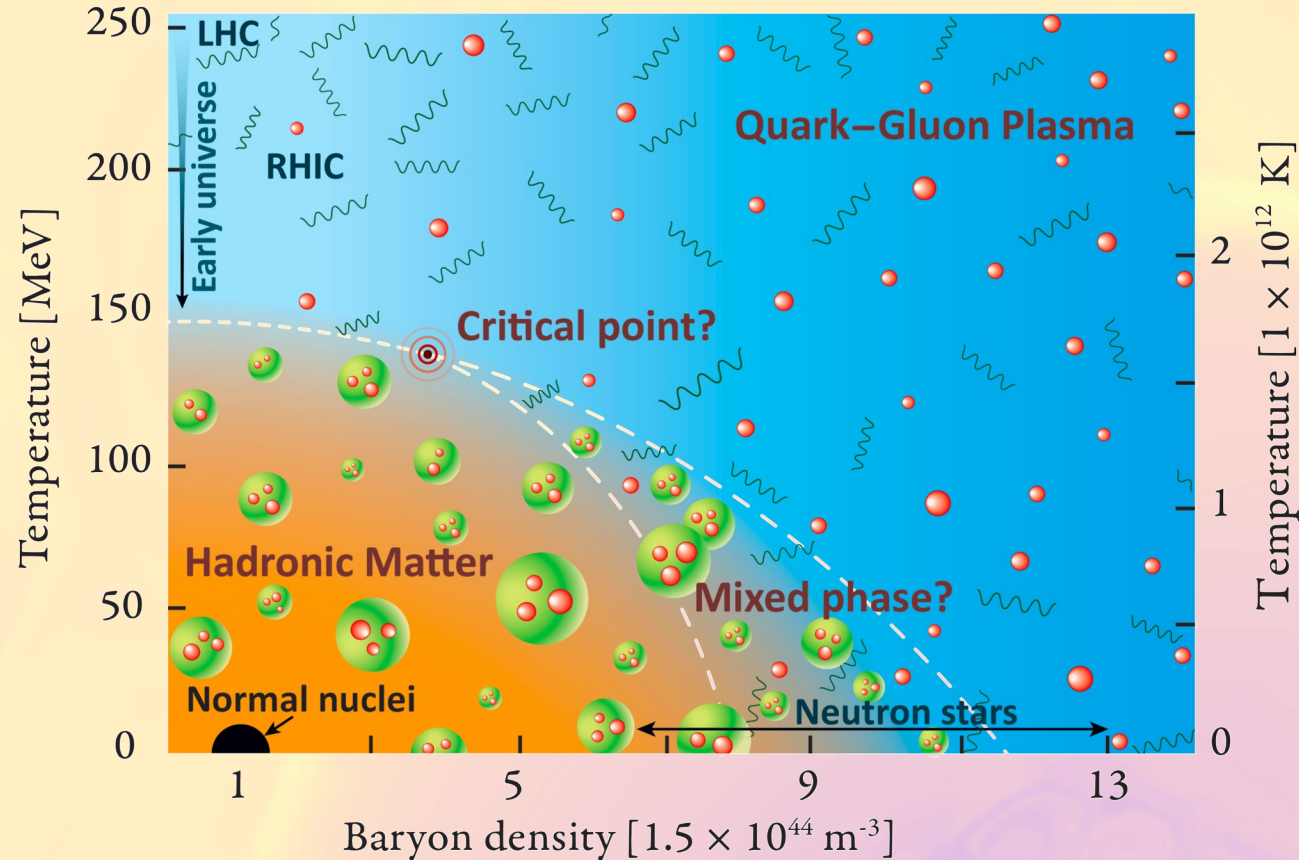 250
200
150
100
50
0
Temperature [MeV]
LHC
Early universe
RHIC
Quark–Gluon Plasma
Critical point?
Hadronic Matter
Mixed phase?
Normal nuclei
Neutron stars
2
1
0
Temperature [1 × 10¹² K]
1
5
9
13
Baryon density [1.5 × 10⁴⁴ m⁻³]